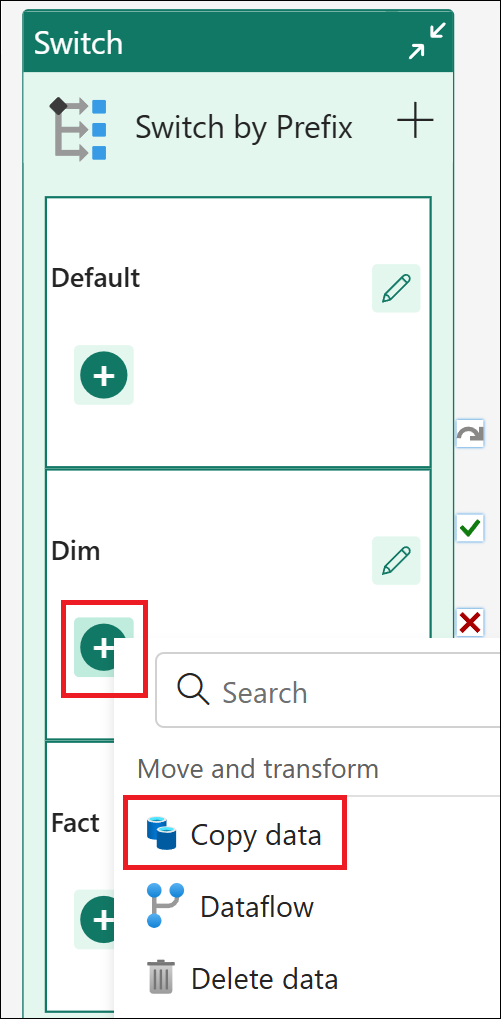 Switch
Switch by Prefix
Default
Dim
Search
Move and transform
Fact
Copy data
Dataflow
Delete data